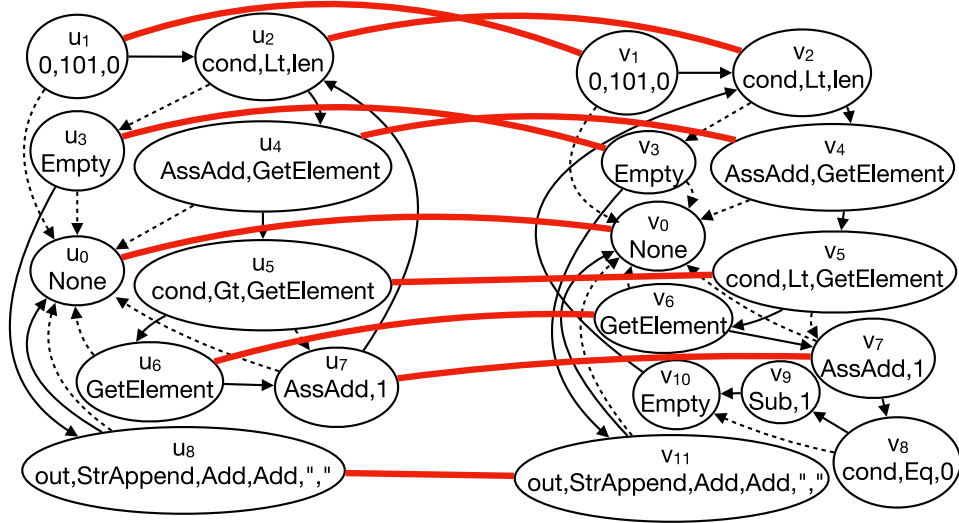 u1
0,101,0
u2
cond,Lt,len
u3
Empty
u4
AssAdd,GetElement
u0
None
u5
cond,Gt,GetElement
u6
GetElement
u7
AssAdd,1
u8
out,StrAppend,Add,Add,","
v1
0,101,0
v2
cond,Lt,len
v3
Empty
v4
AssAdd,GetElement
v0
None
v5
cond,Lt,GetElement
v6
GetElement
v7
AssAdd,1
v10
Empty
v9
Sub,1
v8
cond,Eq,0
v11
out,StrAppend,Add,Add,","